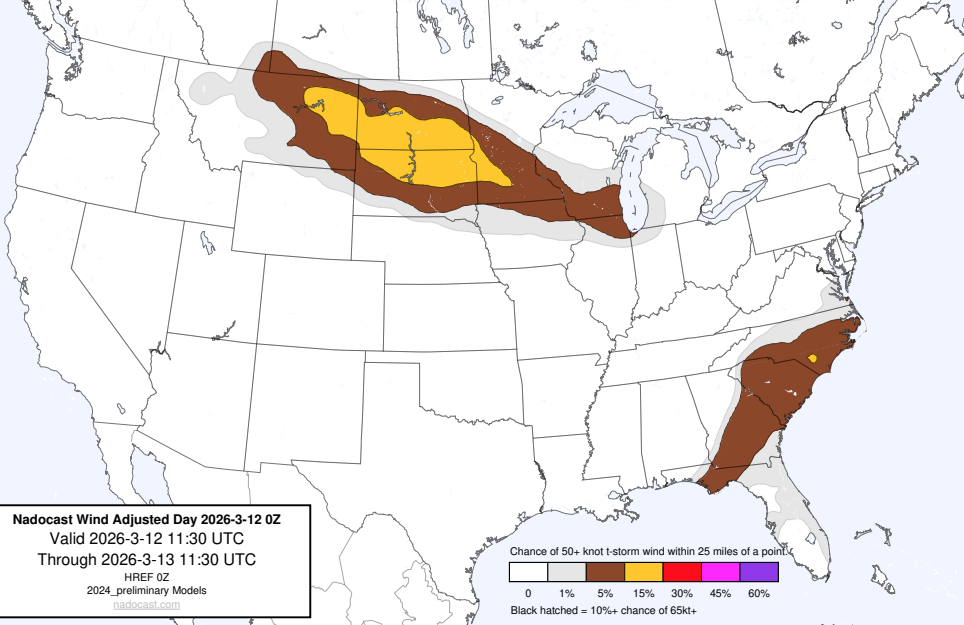 Nadocast Wind Adjusted Day 2026-3-12 0Z
Valid 2026-3-12 11:30 UTC
Through 2026-3-13 11:30 UTC
HREF 0Z
2024_preliminary Models
nadocast.com
Chance of 50+ knot t-storm wind within 25 miles of a point.
0 1% 5% 15% 30% 45% 60%
Black hatched = 10%+ chance of 65kt+